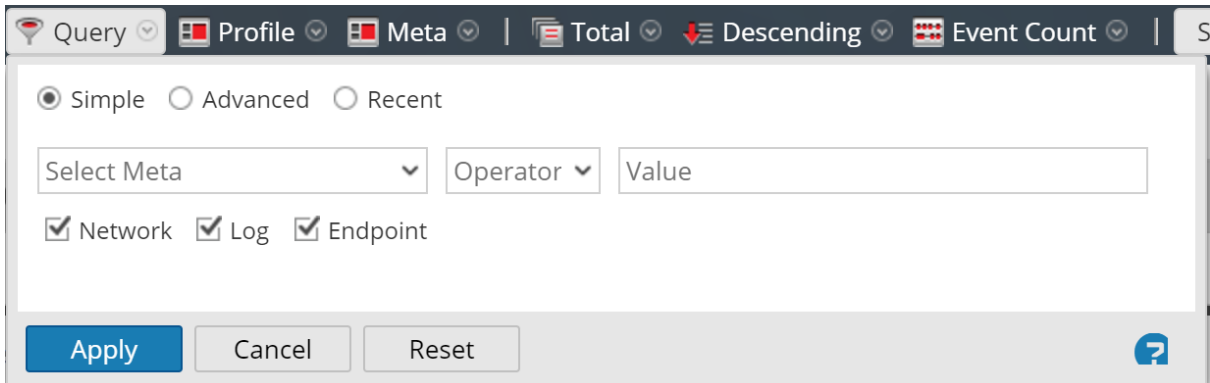 Query Profile Meta | Total Descending Event Count | S
Simple Advanced Recent
Select Meta Operator Value
Network Log Endpoint
Apply Cancel Reset ?